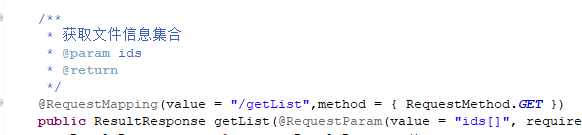 /**
* 获取文件信息集合
* @param ids
* @return
*/
@RequestMapping(value = "/getList",method = { RequestMethod.GET })
public ResultResponse getList(@RequestParam(value = "ids[]", require